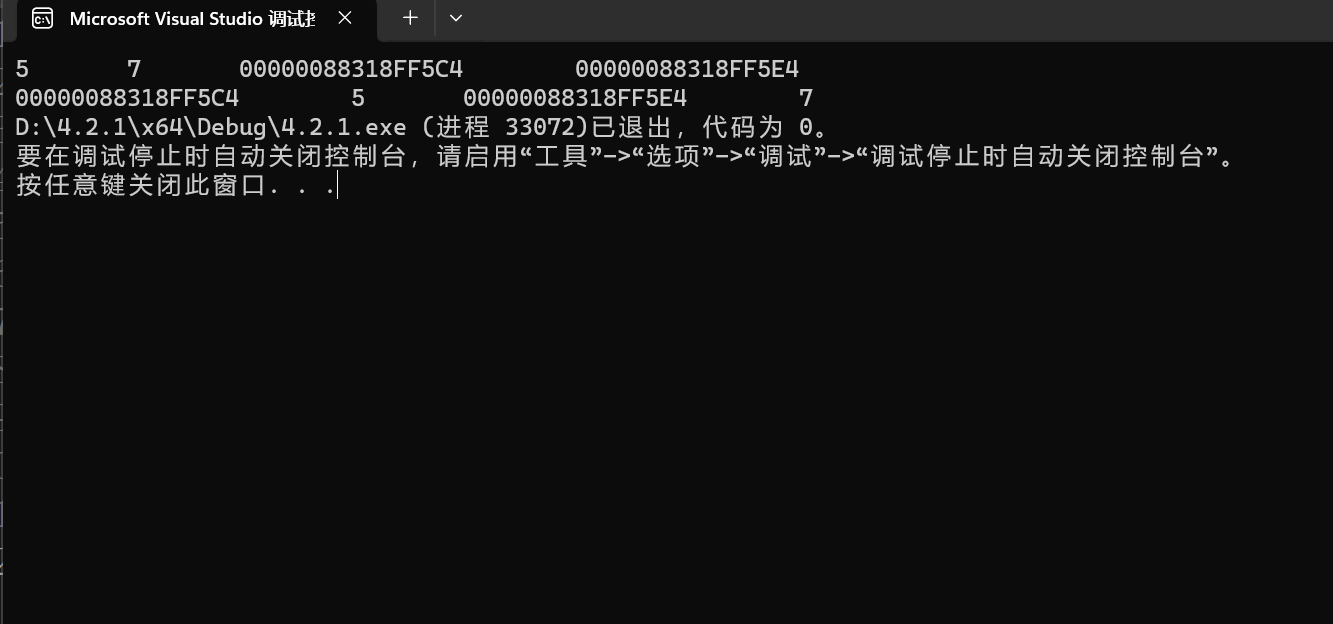 Microsoft Visual Studio 调试
5 7 00000088318FF5C4 00000088318FF5E4
00000088318FF5C4 5 00000088318FF5E4 7
D:\4.2.1\x64\Debug\4.2.1.exe (进程 33072)已退出，代码为 0。
要在调试停止时自动关闭控制台，请启用“工具”->“选项”->“调试”->“调试停止时自动关闭控制台”。
按任意键关闭此窗口. . .